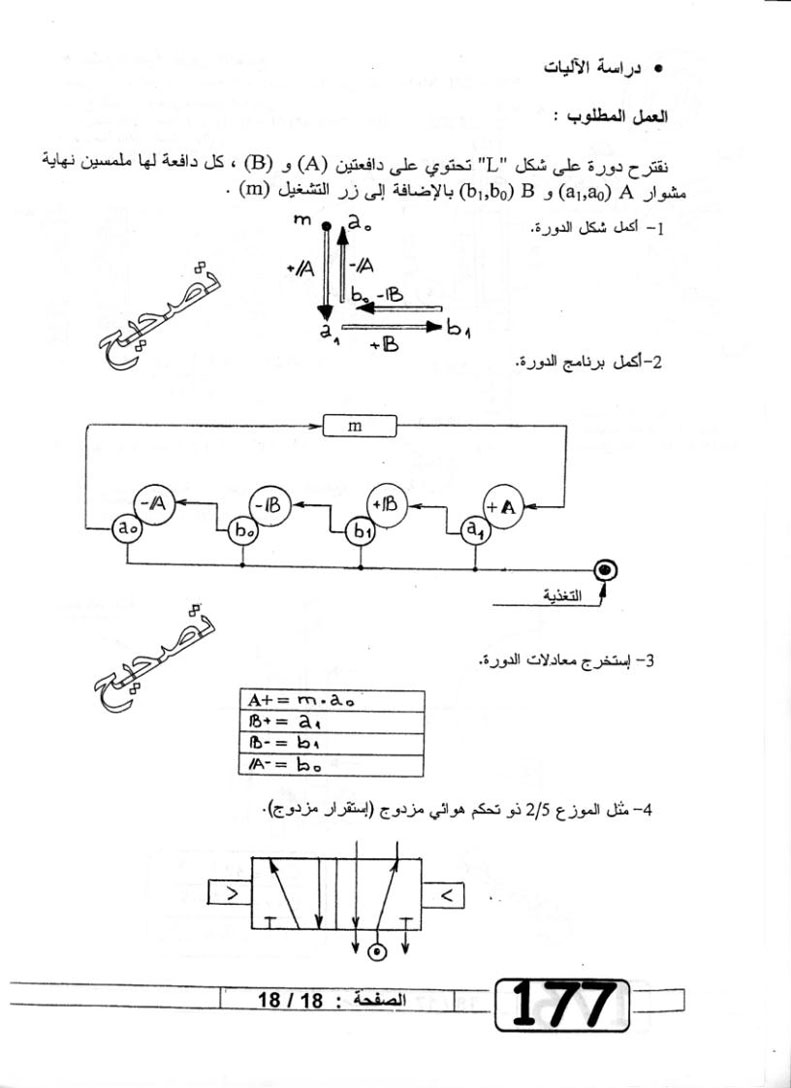 • دراسة الآليات
العمل المطلوب :
نقترح دورة على شكل "L" تحتوي على دافعتين (A) و (B) ، كل دافعة لها ملمسين نهاية
مشوار A (a₁,a₀) و B (b₁,b₀) بالإضافة إلى زر التشغيل (m) .
1- أكمل شكل الدورة.
m a₀
+A -A
b₀ -B
a₁ b₁
+B
تصحيح
2-أكمل برنامج الدورة.
m
-A -B +B +A
a₀ b₀ b₁ a₁
التغذية
تصحيح
3- إستخرج معادلات الدورة.
A+ = m.a₀
B+ = a₁
B- = b₁
A- = b₀
4- مثل الموزع 2/5 ذو تحكم هوائي مزدوج (إستقرار مزدوج).
> <
الصفحة : 18 / 18
177